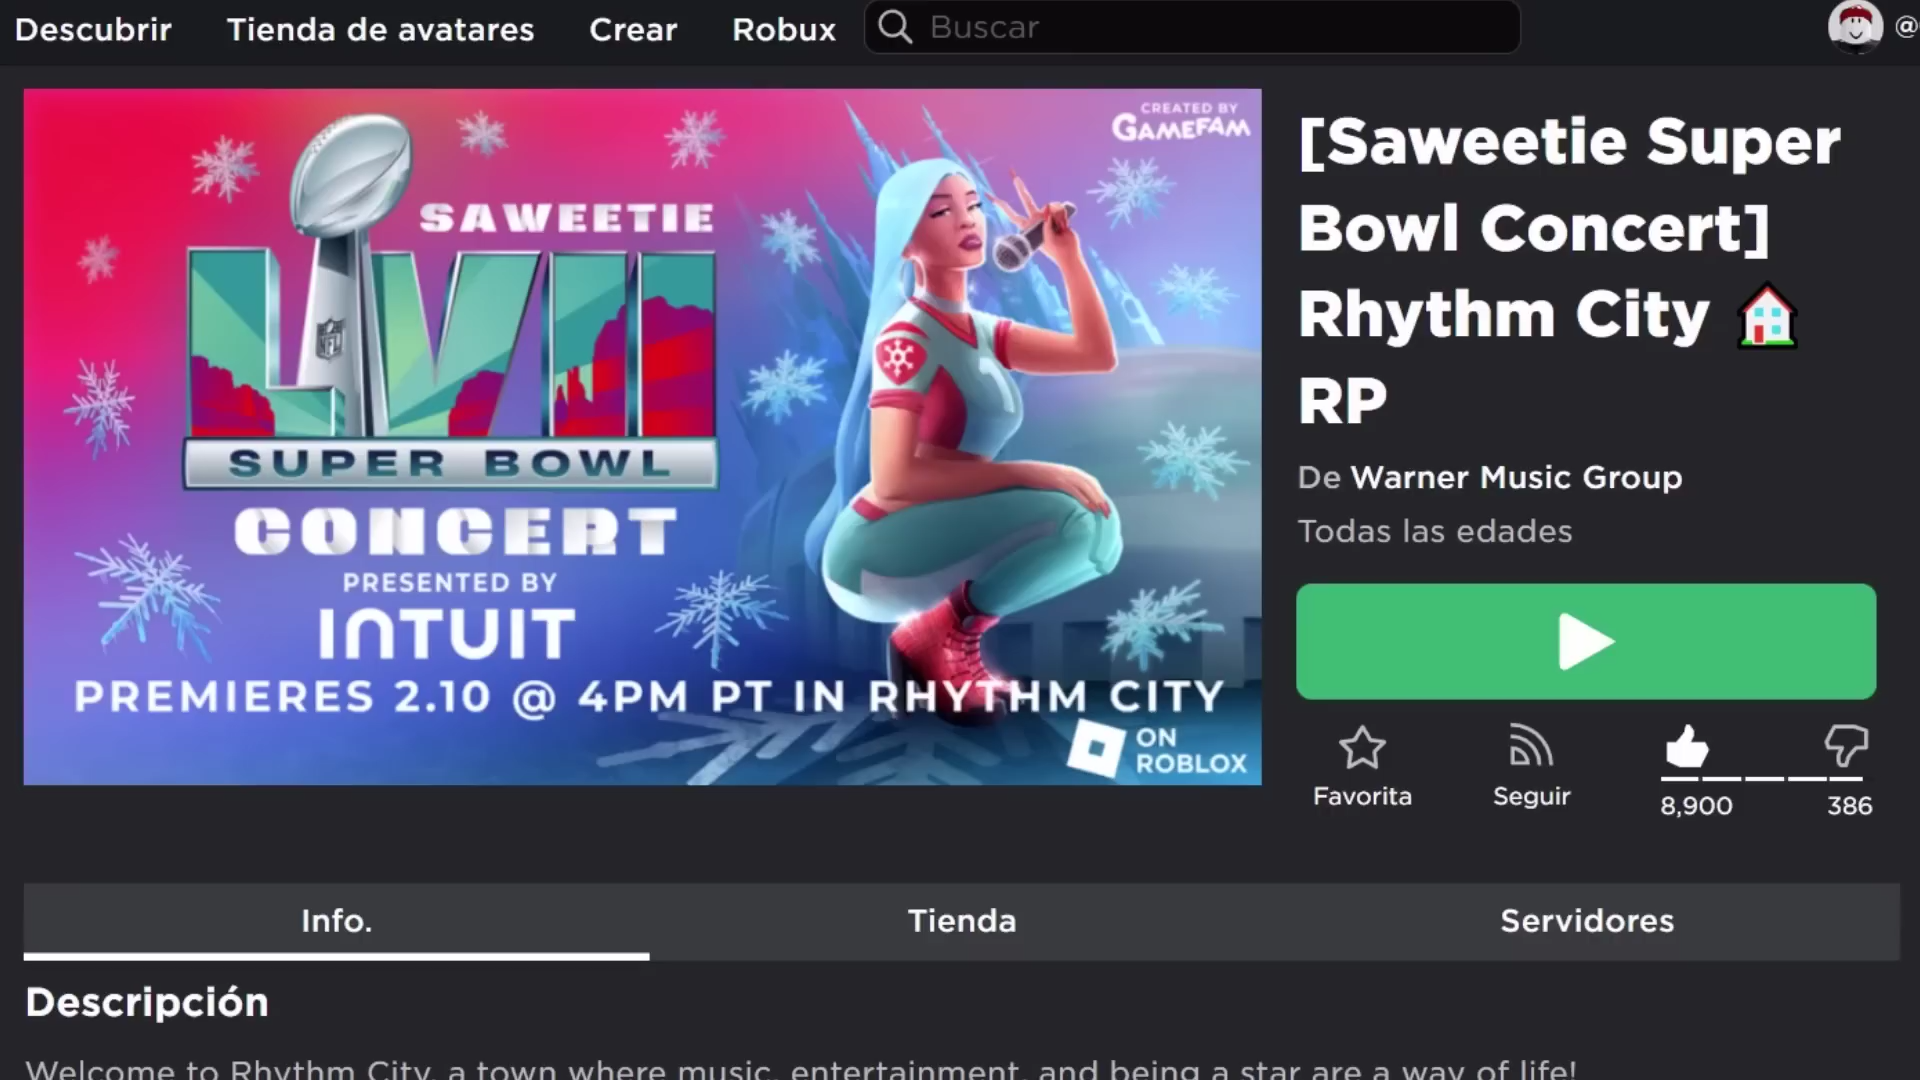 Descubrir
Tienda de avatares
Crear
Robux
Buscar
@
CREATED BY
GAMEFAM
SAWEETIE
LVII
NFL
SUPER BOWL
CONCERT
PRESENTED BY
INTUIT
PREMIERES 2.10 @ 4PM PT IN RHYTHM CITY
ON
ROBLOX
[Saweetie Super
Bowl Concert]
Rhythm City
RP
De Warner Music Group
Todas las edades
Favorita
Seguir
8,900
386
Info.
Tienda
Servidores
Descripción
Welcome to Rhythm City, a town where music, entertainment, and being a star are a way of life!